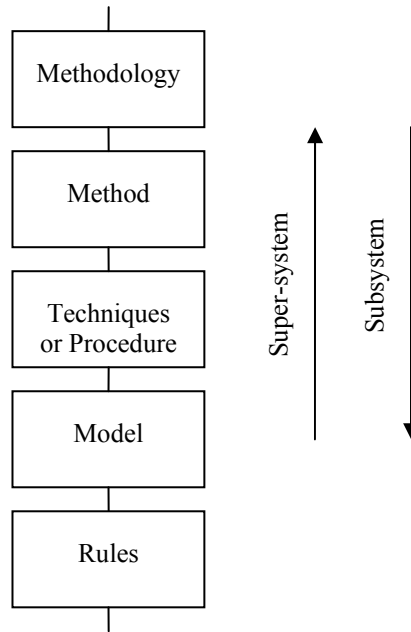 Methodology
Method
Techniques
or Procedure
Model
Rules
Super-system
Subsystem